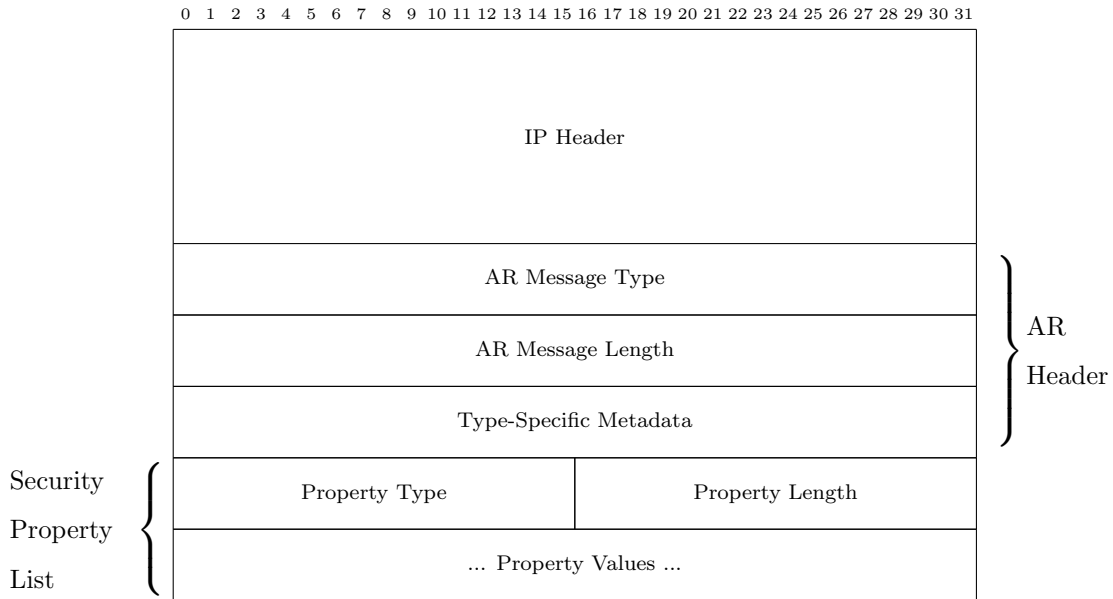 0 1 2 3 4 5 6 7 8 9 10 11 12 13 14 15 16 17 18 19 20 21 22 23 24 25 26 27 28 29 30 31
IP Header
AR Message Type
AR Message Length
Type-Specific Metadata
AR
Header
Security
Property
List
Property Type Property Length
... Property Values ...